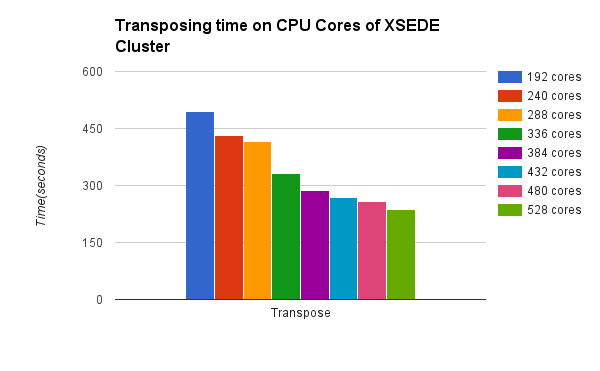 Transposing time on CPU Cores of XSEDE
Cluster
600
450
300
150
0
Time(seconds)
Transpose
192 cores
240 cores
288 cores
336 cores
384 cores
432 cores
480 cores
528 cores